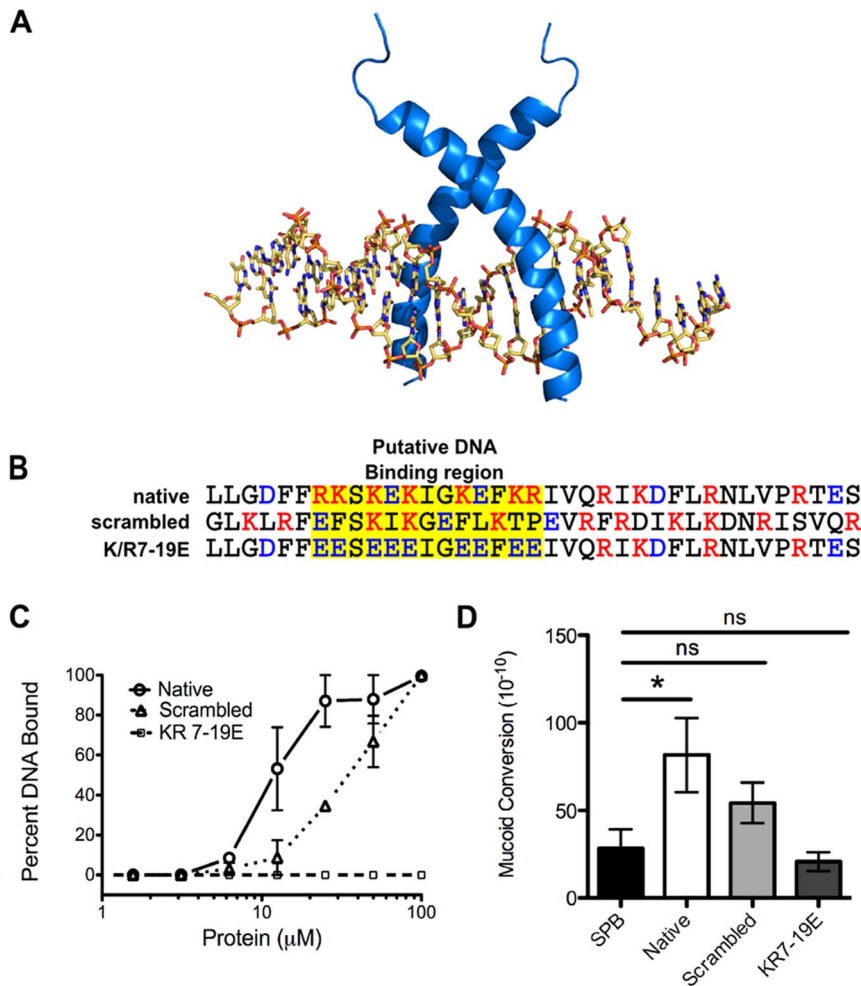 A
B
Putative DNA
Binding region
native LLGDFFRKSKEKIGKEFKRIVQRIKDFLRNLVPRTES
scrambled GLKLRFEFSKIKGEFLKTPEVRFRDIKLKDNRISVQR
K/R7-19E LLGDFFEESEEEIGEEFEEIVQRIKDFLRNLVPRTES
C
Percent DNA Bound
100
80
60
40
20
0
Native
Scrambled
KR 7-19E
1 10 100
Protein (μM)
D
Mucoid Conversion (10⁻¹⁰)
150
100
50
0
ns
ns
*
SPB
Native
Scrambled
KR7-19E